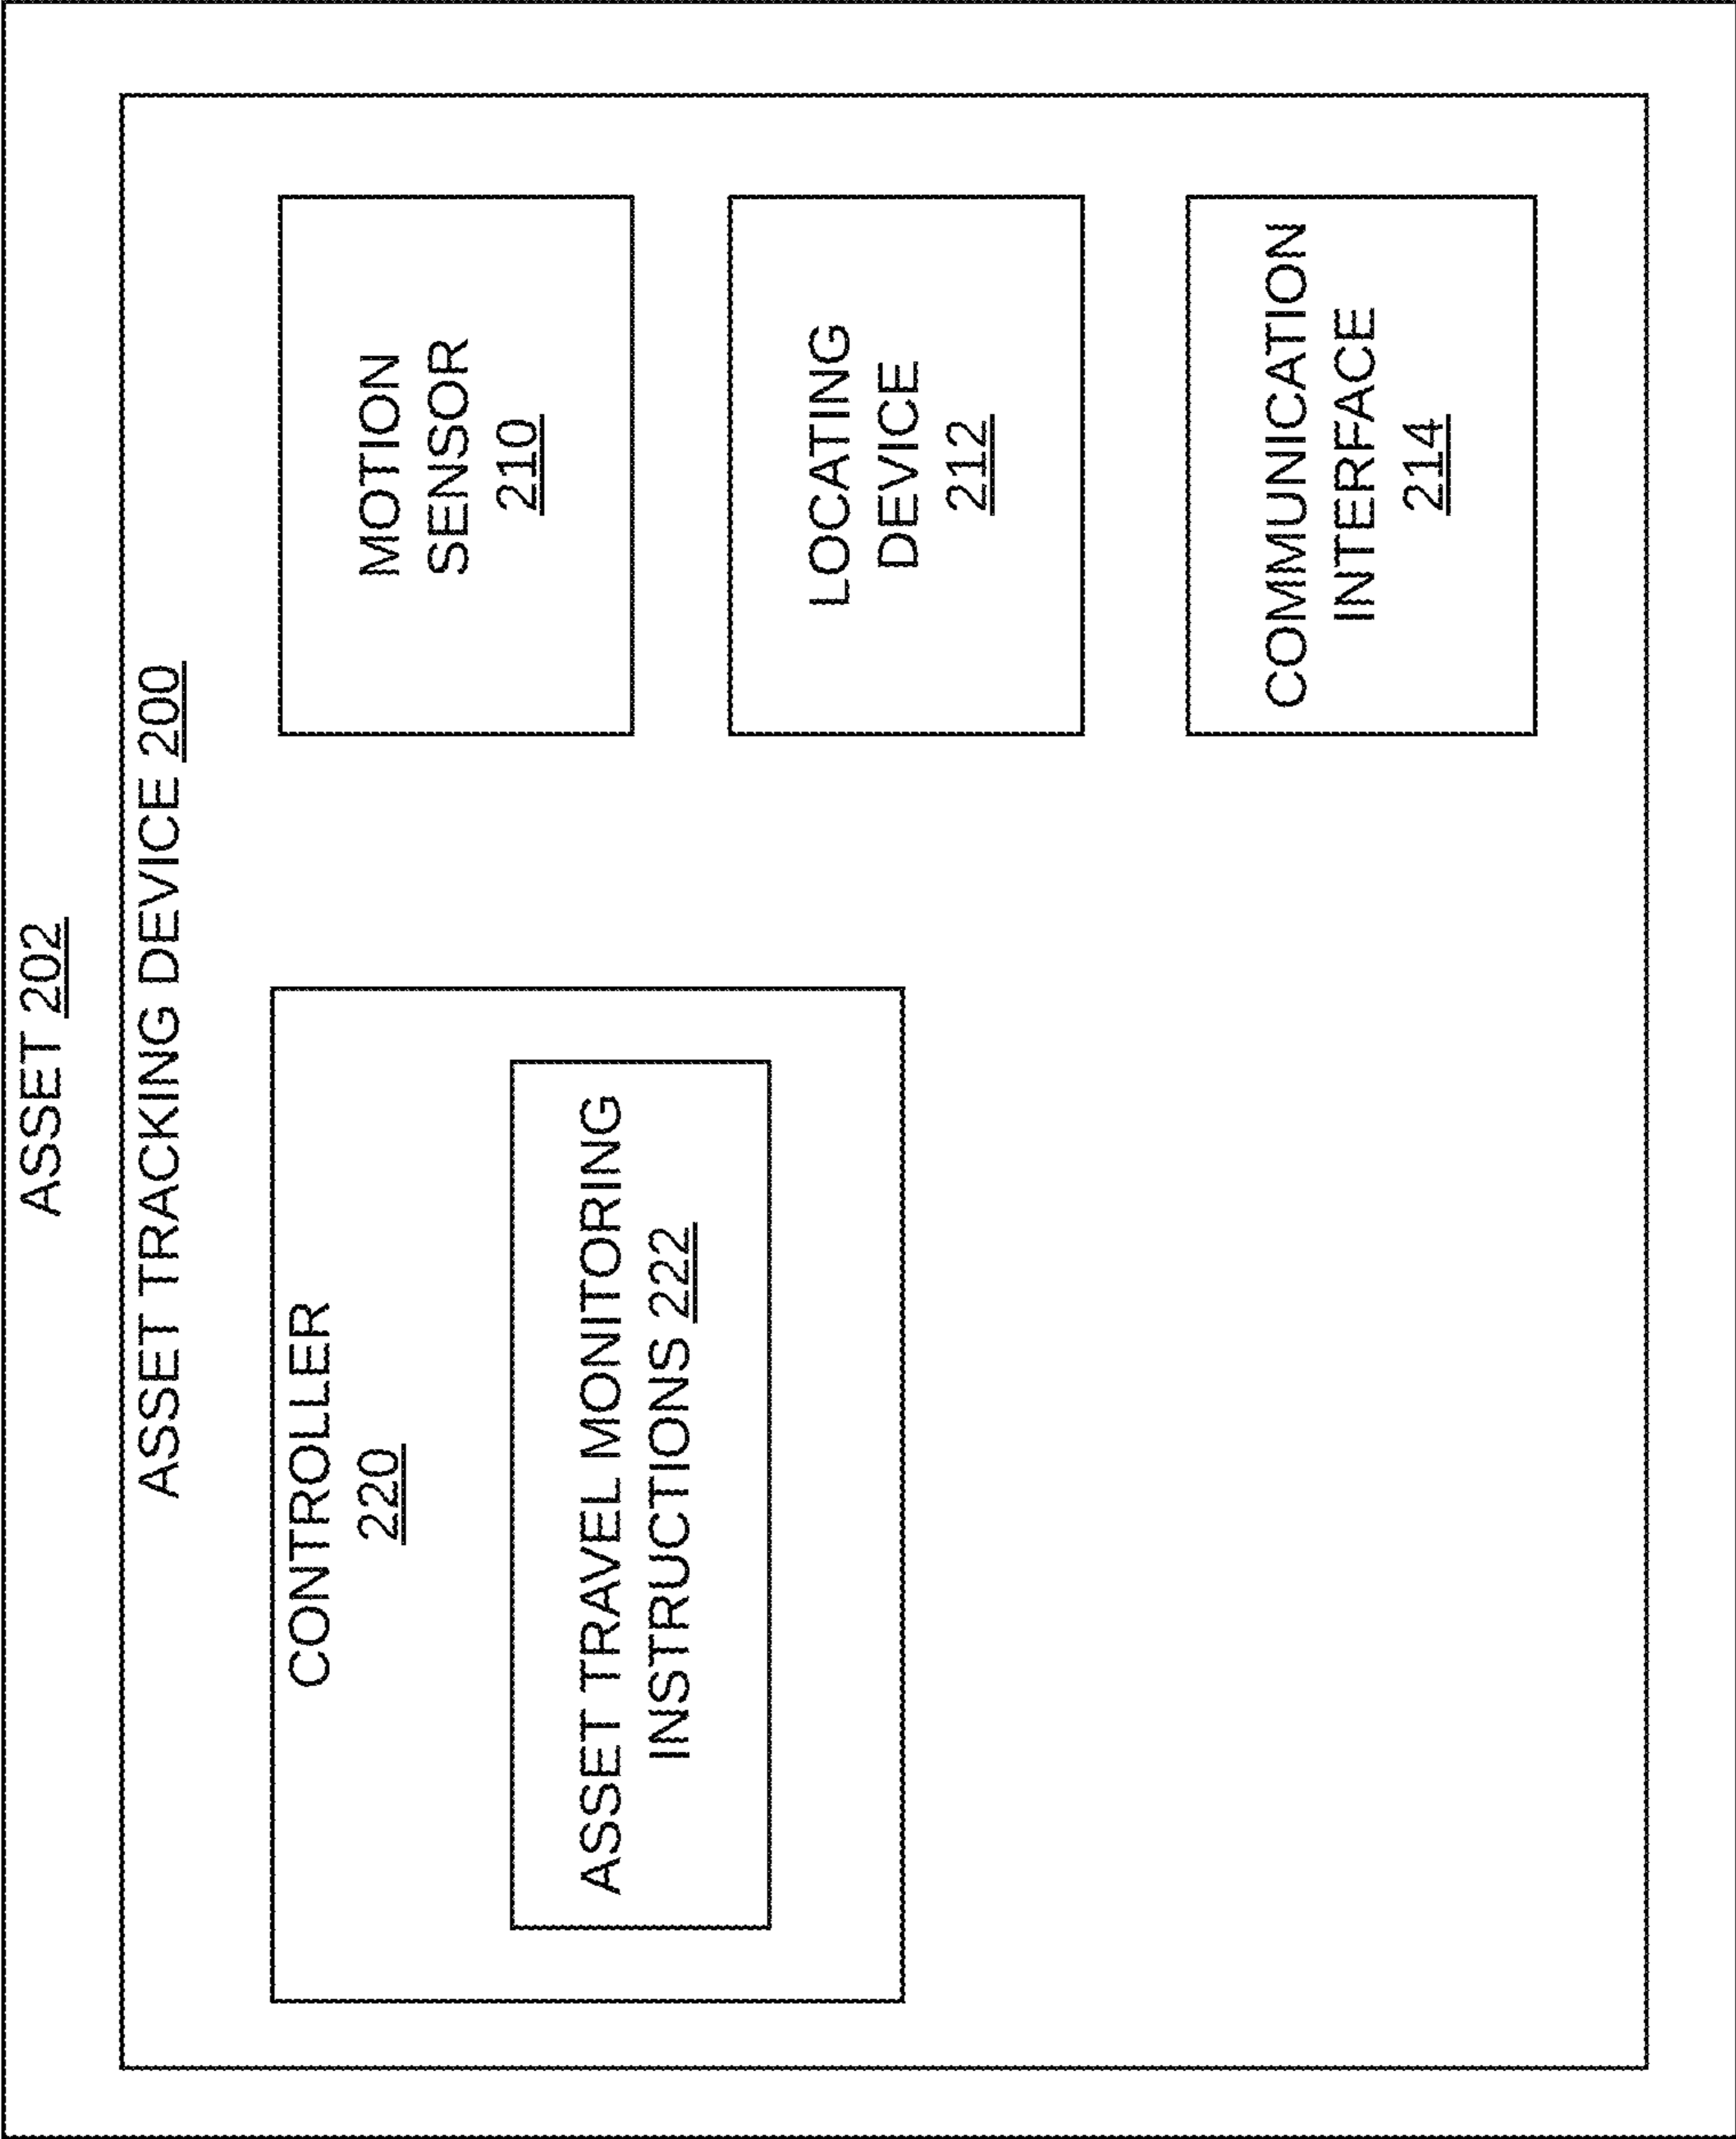 ASSET 202
ASSET TRACKING DEVICE 200
CONTROLLER
220
ASSET TRAVEL MONITORING
INSTRUCTIONS 222
MOTION
SENSOR
210
LOCATING
DEVICE
212
COMMUNICATION
INTERFACE
214